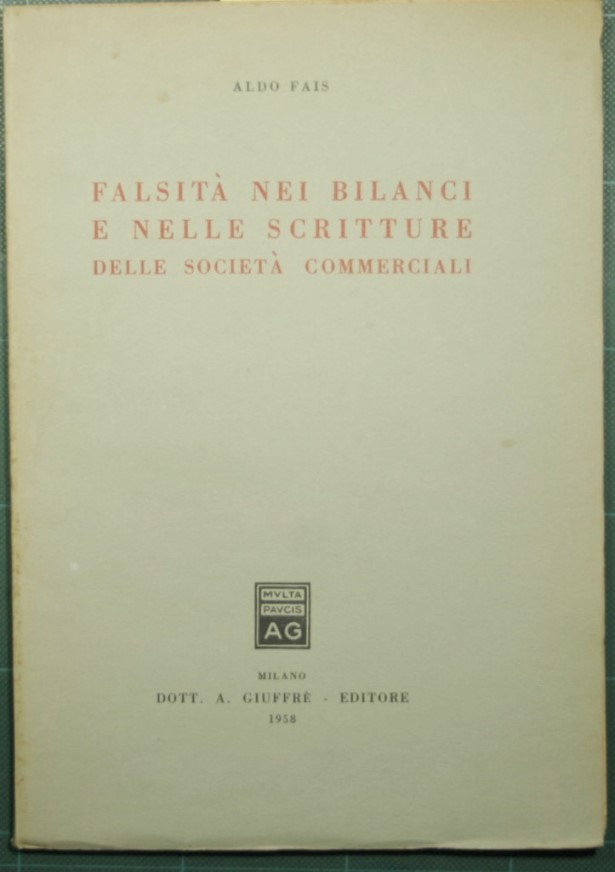 ALDO FAIS
FALSITÀ NEI BILANCI
E NELLE SCRITTURE
DELLE SOCIETÀ COMMERCIALI
MVLTA
PAVCIS
AG
MILANO
DOTT. A. GIUFFRÈ - EDITORE
1958